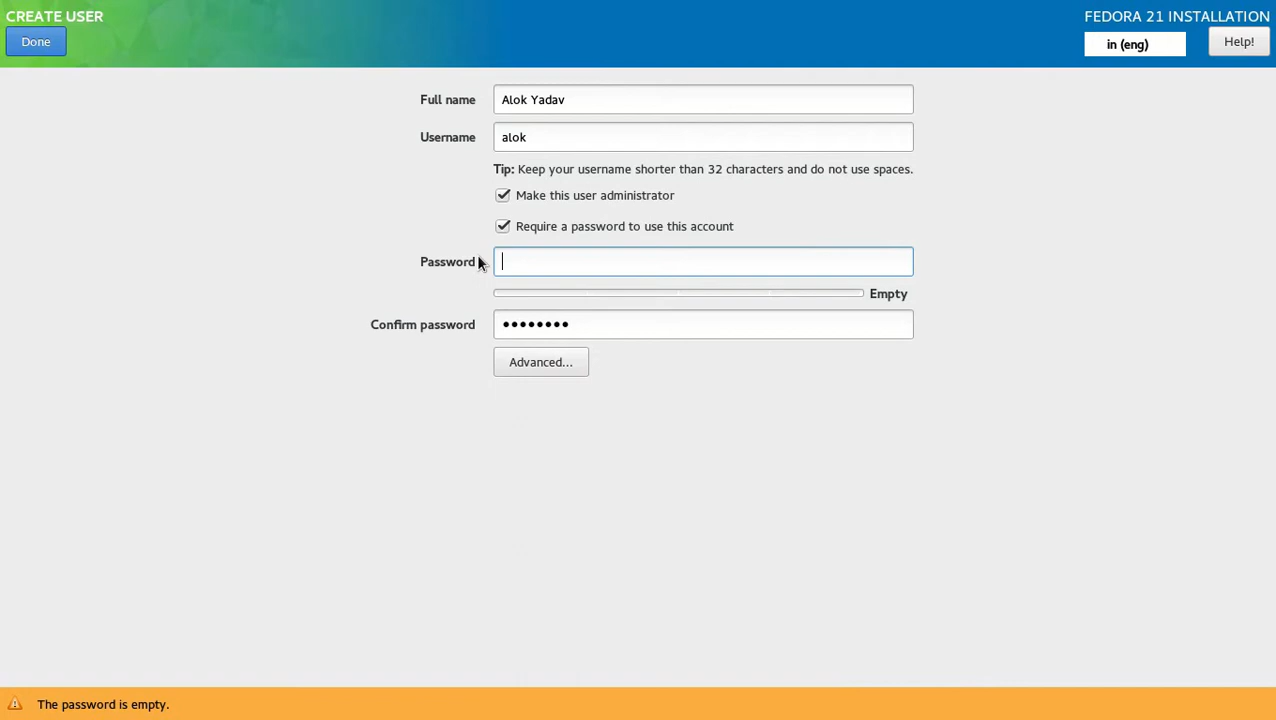 CREATE USER
FEDORA 21 INSTALLATION
Done
in (eng)
Help!
Full name
Alok Yadav
Username
alok
Tip: Keep your username shorter than 32 characters and do not use spaces.
Make this user administrator
Require a password to use this account
Password
Empty
Confirm password
••••••••
Advanced...
The password is empty.